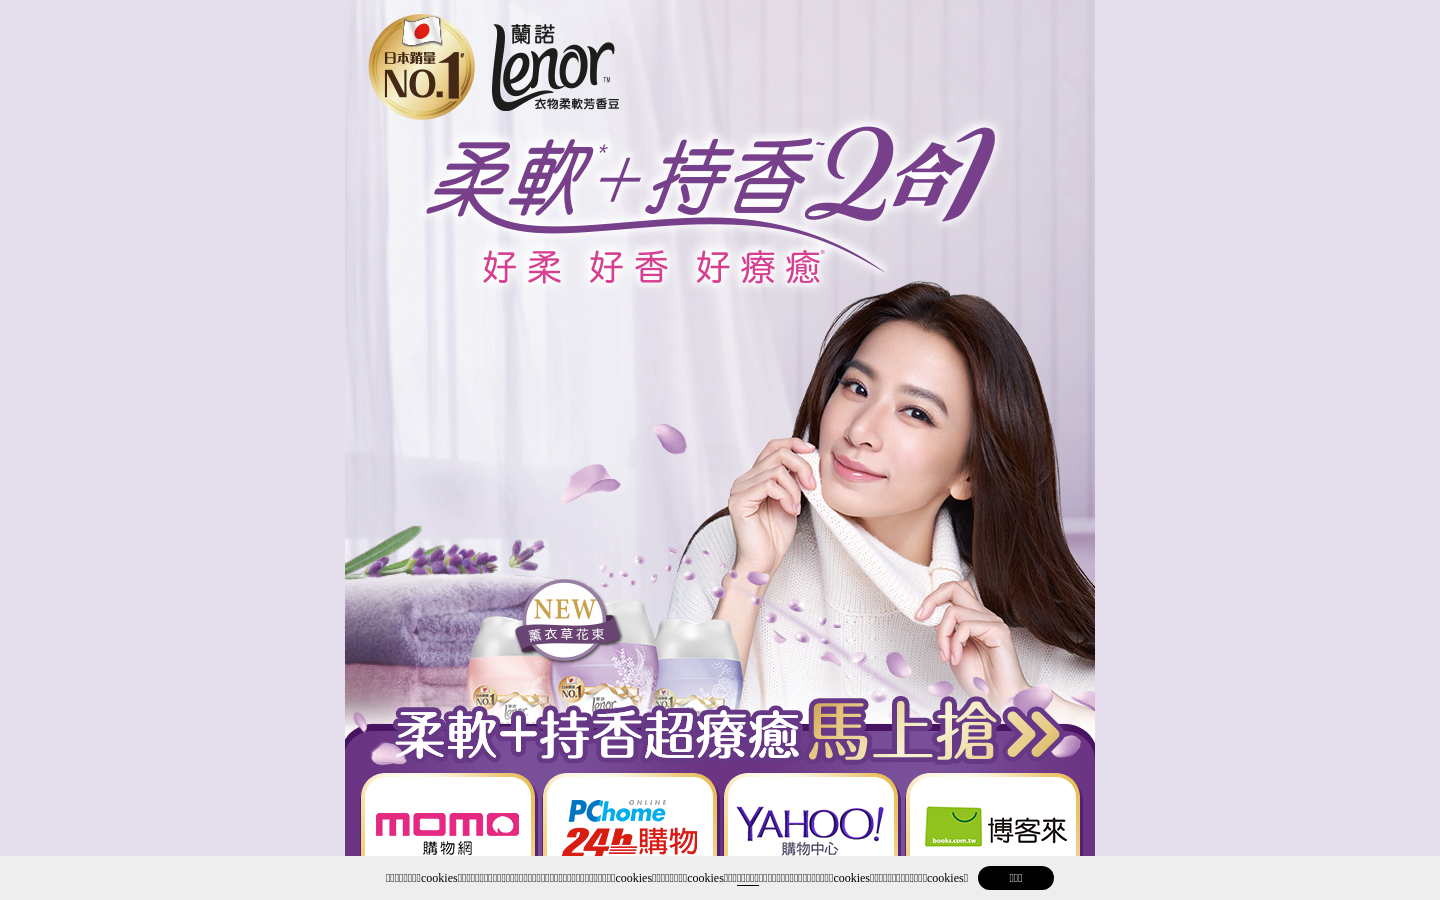 日本銷量
NO.1
蘭諾
Lenor™
衣物柔軟芳香豆
柔軟*+持香~2合1
好柔 好香 好療癒
NEW
薰衣草花束
柔軟+持香超療癒馬上搶
momo
購物網
ONLINE
PChome
24h購物
YAHOO!
購物中心
books.com.tw
博客來
cookies
cookies
cookies
cookies
cookies